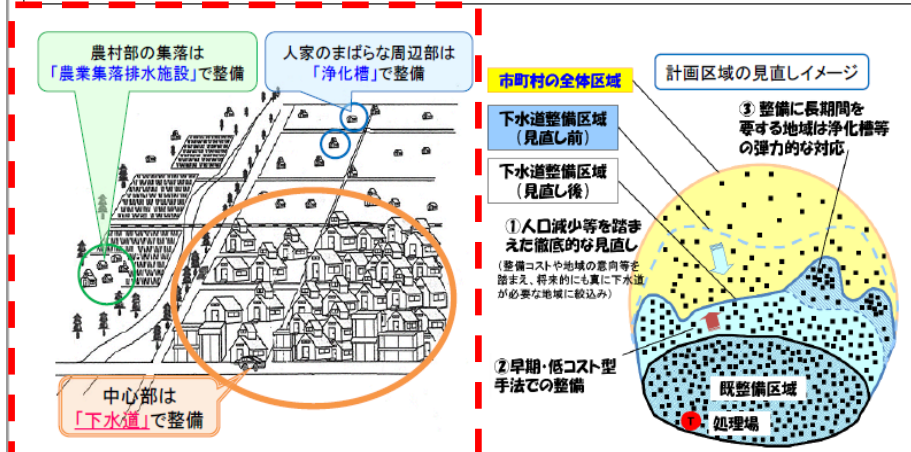 農村部の集落は
「農業集落排水施設」で整備
人家のまばらな周辺部は
「浄化槽」で整備
中心部は
「下水道」で整備
計画区域の見直しイメージ
市町村の全体区域
下水道整備区域
(見直し前)
下水道整備区域
(見直し後)
①人口減少等を踏ま
えた徹底的な見直し
(整備コストや地域の意向等を
踏まえ、将来的にも真に下水道
が必要な地域に絞込み)
②早期・低コスト型
手法での整備
③ 整備に長期間を
要する地域は浄化槽等
の弾力的な対応
既整備区域
T 処理場